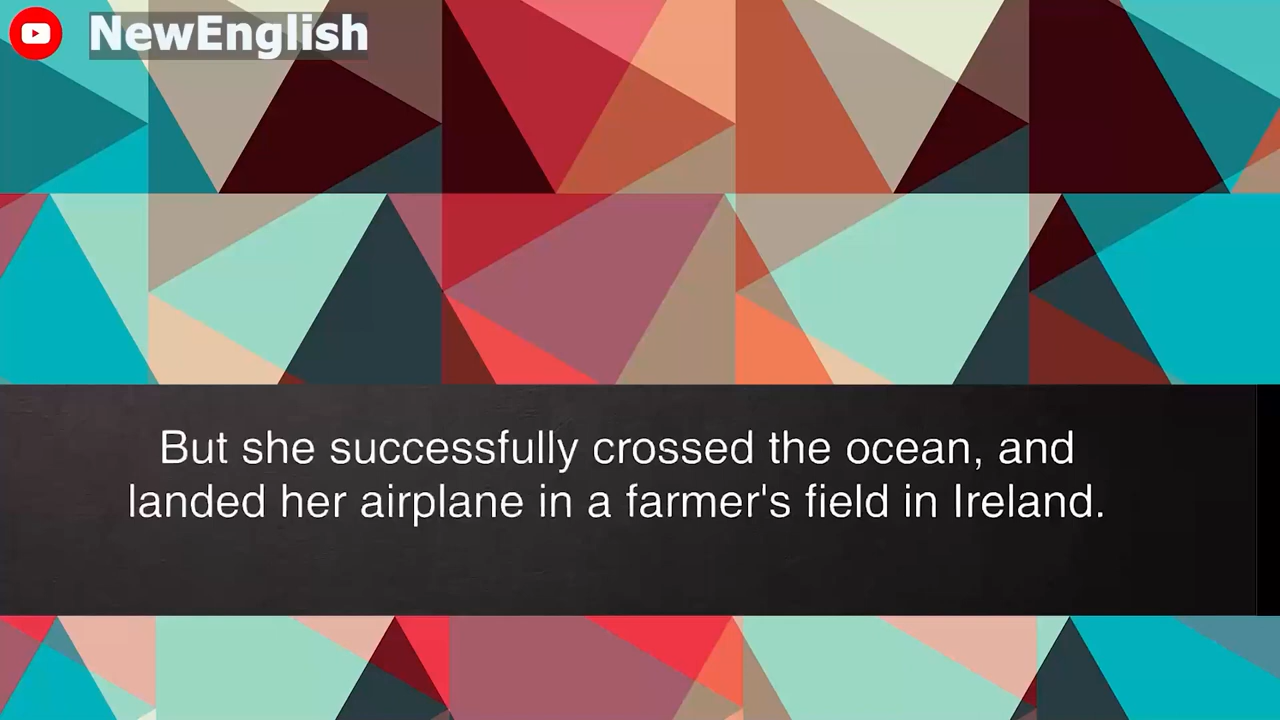 NewEnglish
But she successfully crossed the ocean, and
landed her airplane in a farmer's field in Ireland.